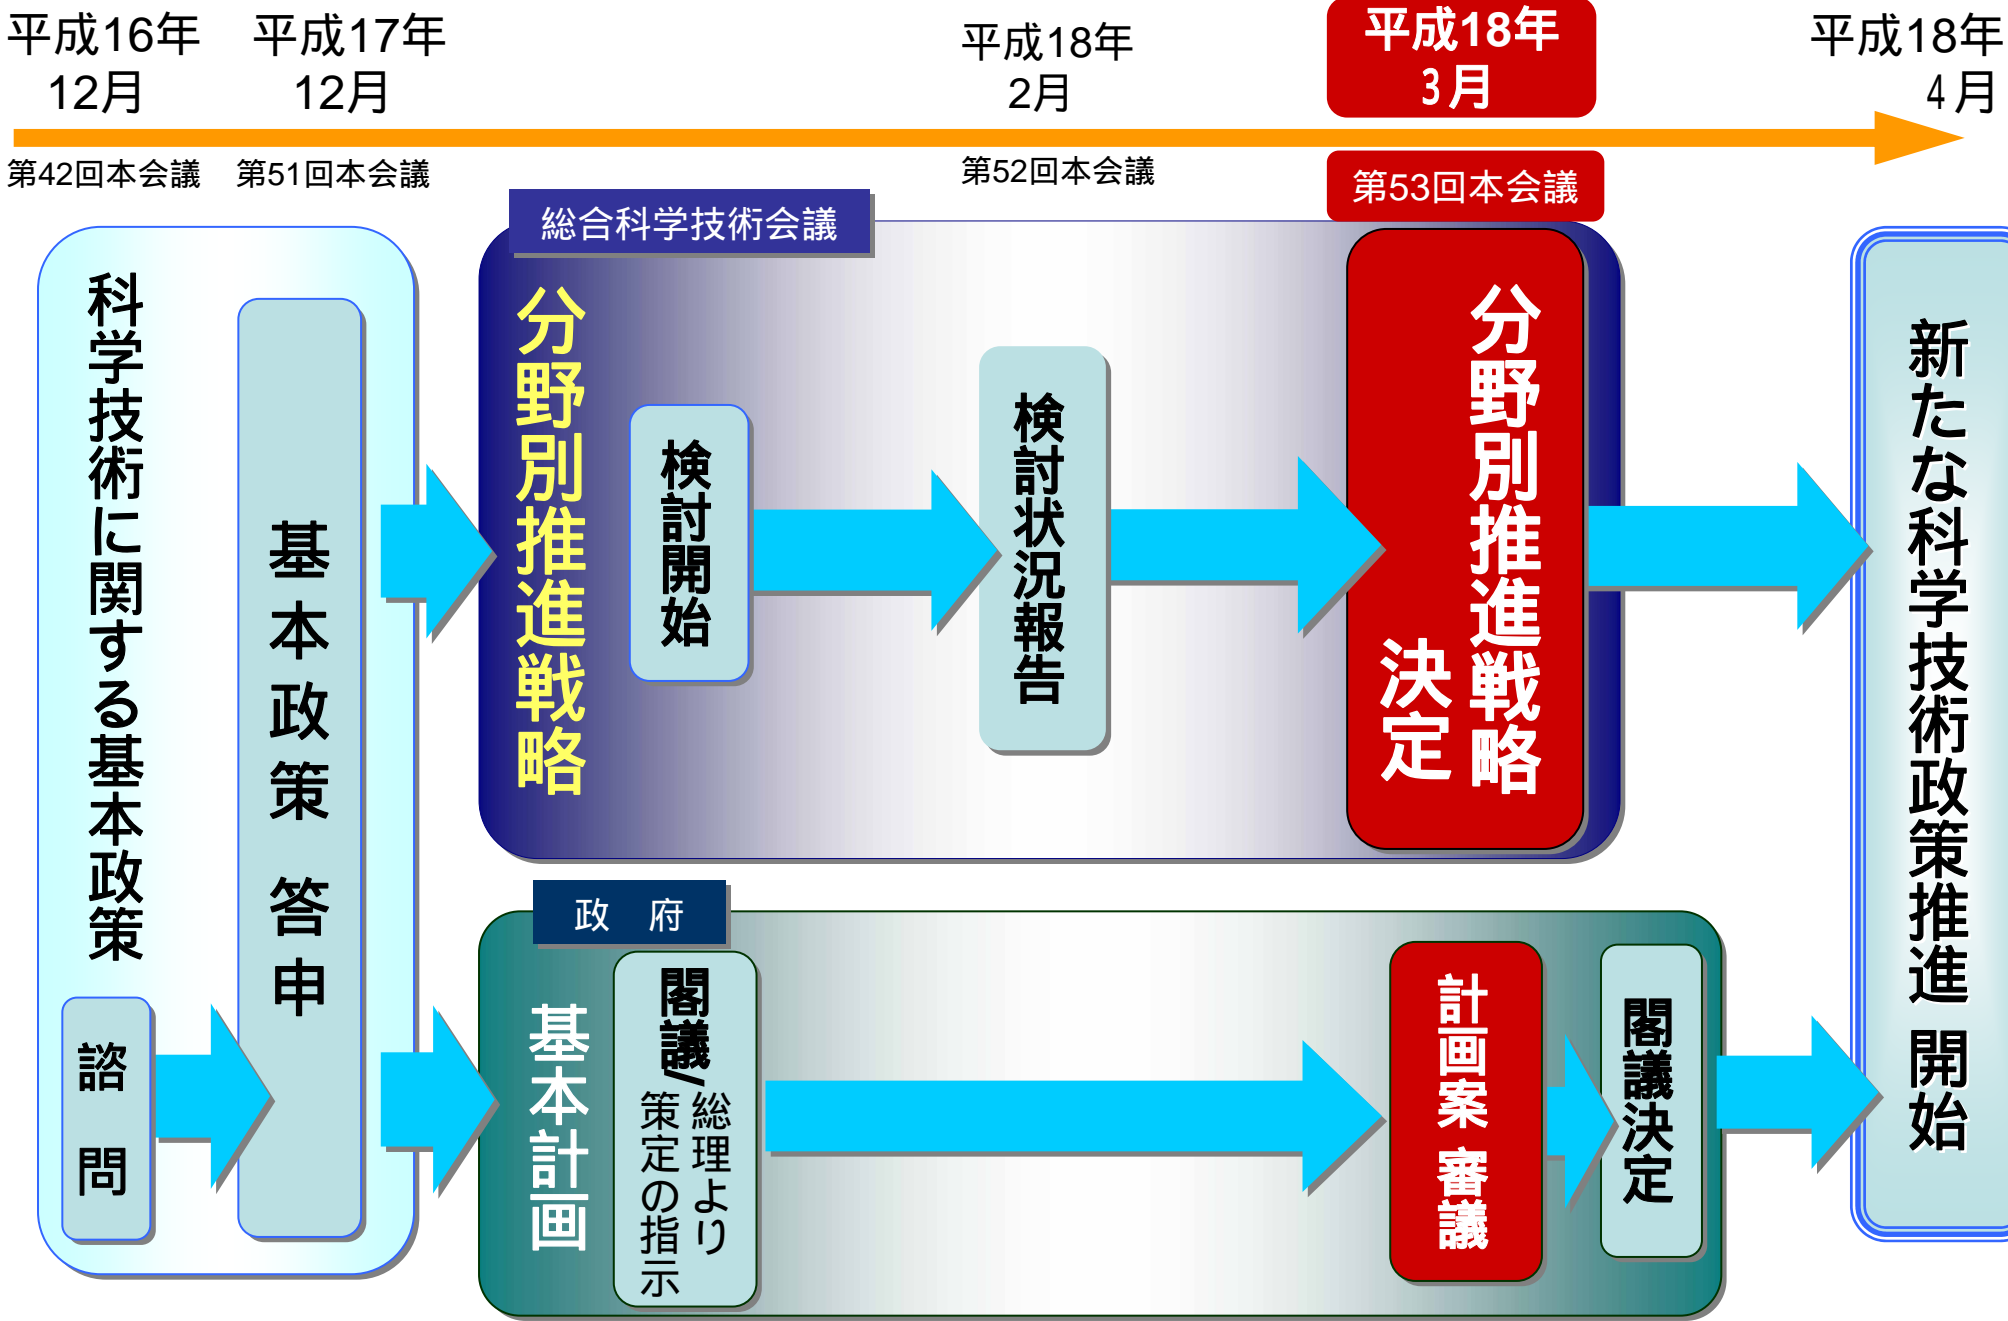 平成16年
12月
平成17年
12月
平成18年
2月
平成18年
3月
平成18年
4月
第42回本会議
第51回本会議
第52回本会議
第53回本会議
科学技術に関する基本政策
諮問
基本政策 答申
総合科学技術会議
分野別推進戦略
検討開始
検討状況報告
分野別推進戦略
決定
政 府
基本計画
閣議/
総理より
策定の指示
計画案 審議
閣議決定
新たな科学技術政策推進 開始